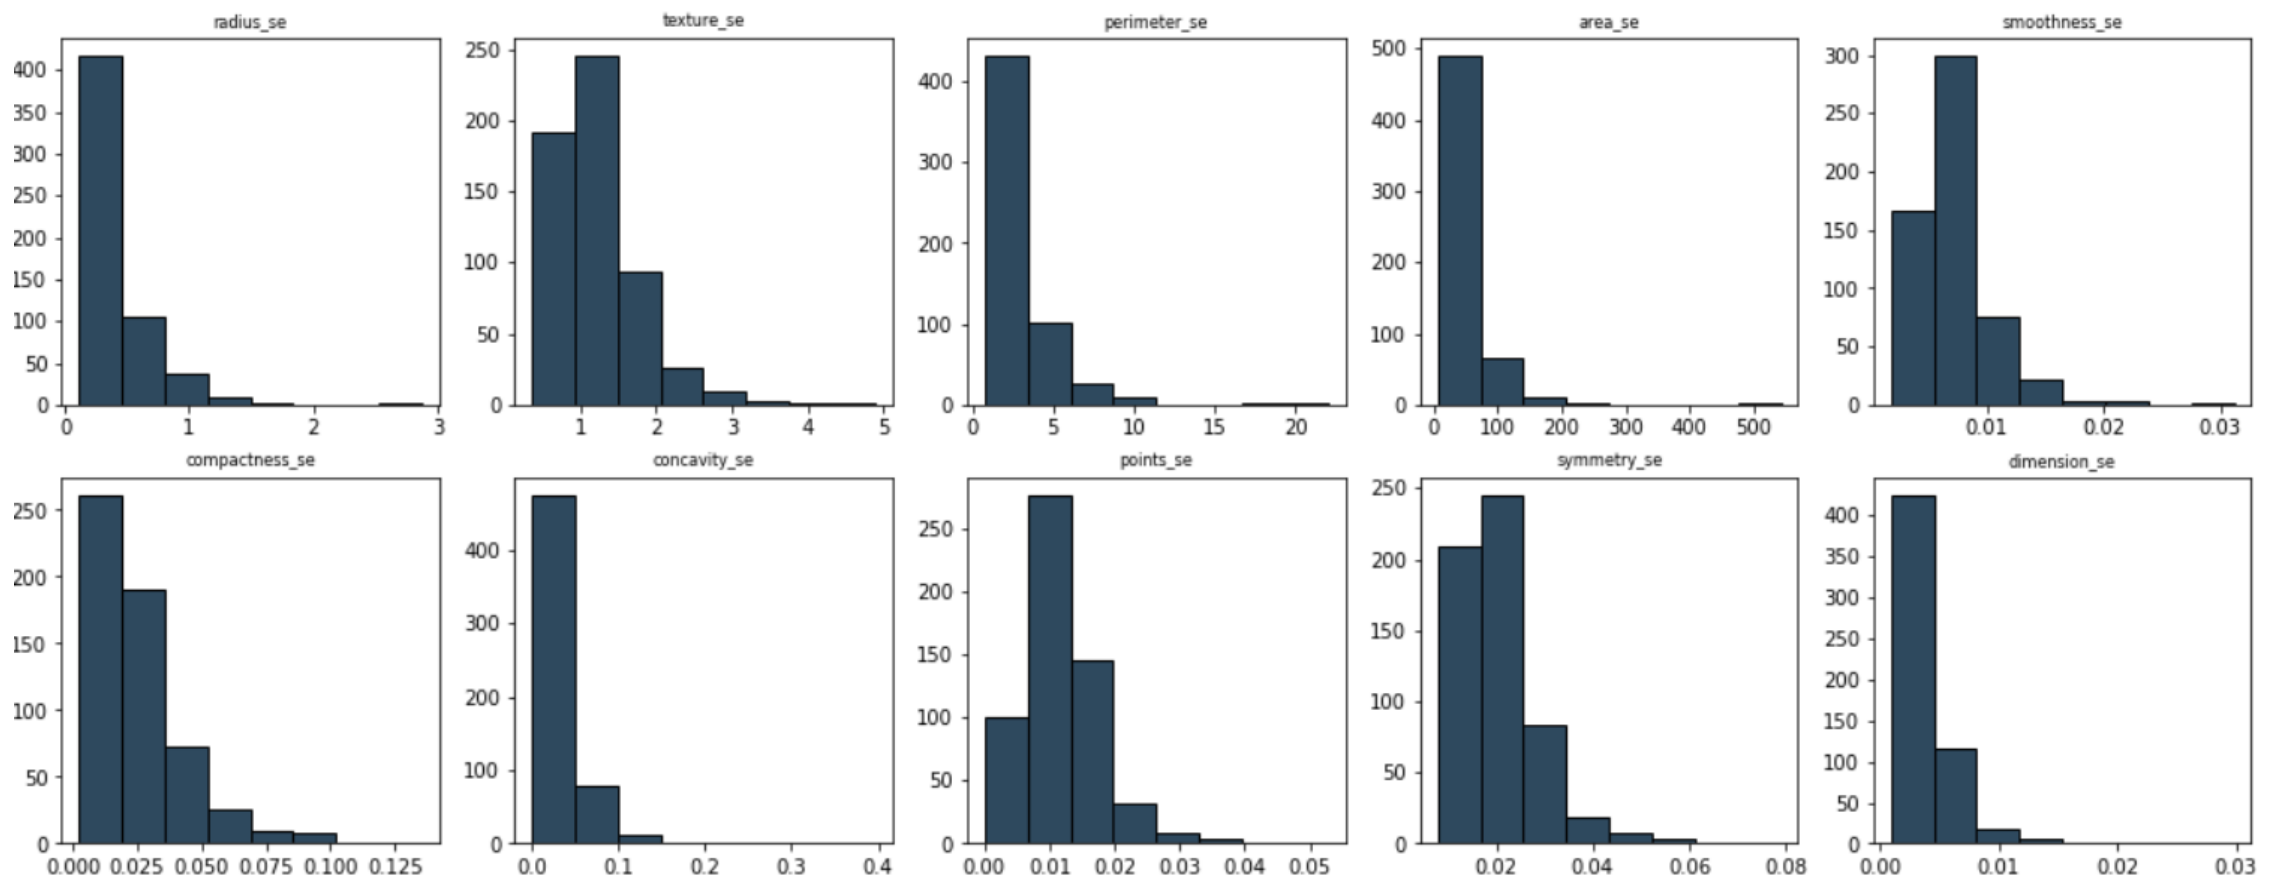 radius_se texture_se perimeter_se area_se smoothness_se
400 350 300 250 200 150 100 50 0
250 200 150 100 50 0
400 300 200 100 0
500 400 300 200 100 0
300 250 200 150 100 50 0
0 1 2 3
1 2 3 4 5
0 5 10 15 20
0 100 200 300 400 500
0.01 0.02 0.03
compactness_se concavity_se points_se symmetry_se dimension_se
250 200 150 100 50 0
400 300 200 100 0
250 200 150 100 50 0
250 200 150 100 50 0
400 350 300 250 200 150 100 50 0
0.000 0.025 0.050 0.075 0.100 0.125
0.0 0.1 0.2 0.3 0.4
0.00 0.01 0.02 0.03 0.04 0.05
0.02 0.04 0.06 0.08
0.00 0.01 0.02 0.03